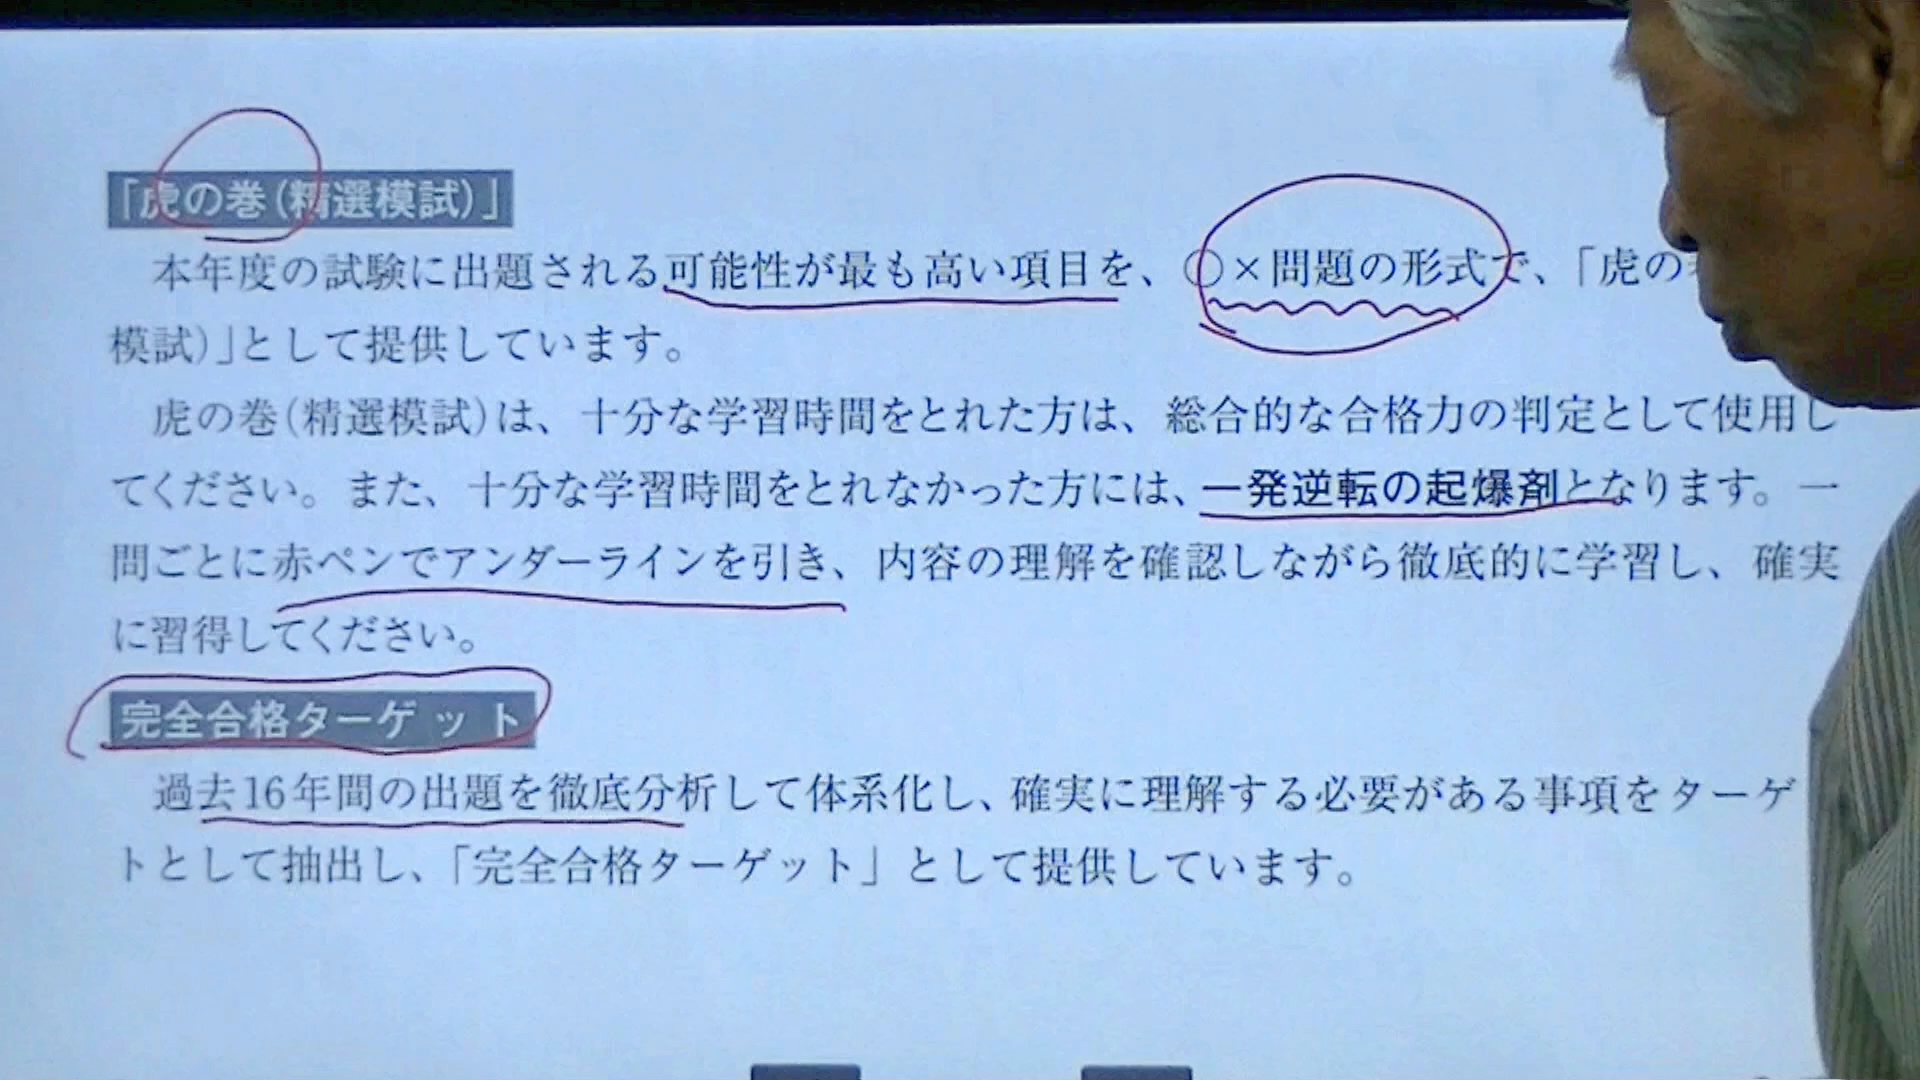 「虎の巻(精選模試)」
本年度の試験に出題される可能性が最も高い項目を、○×問題の形式で、「虎の
模試)」として提供しています。
虎の巻(精選模試)は、十分な学習時間をとれた方は、総合的な合格力の判定として使用し
てください。また、十分な学習時間をとれなかった方には、一発逆転の起爆剤となります。一
問ごとに赤ペンでアンダーラインを引き、内容の理解を確認しながら徹底的に学習し、確実
に習得してください。
完全合格ターゲット
過去16年間の出題を徹底分析して体系化し、確実に理解する必要がある事項をターゲ
トとして抽出し、「完全合格ターゲット」として提供しています。